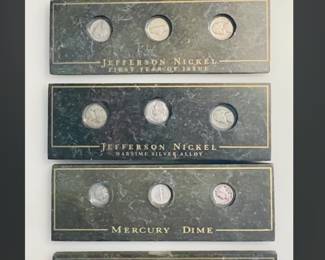 JEFFERSON NICKEL
FIRST YEAR OF ISSUE
JEFFERSON NICKEL
WARTIME SILVER ALLOY
MERCURY DIME